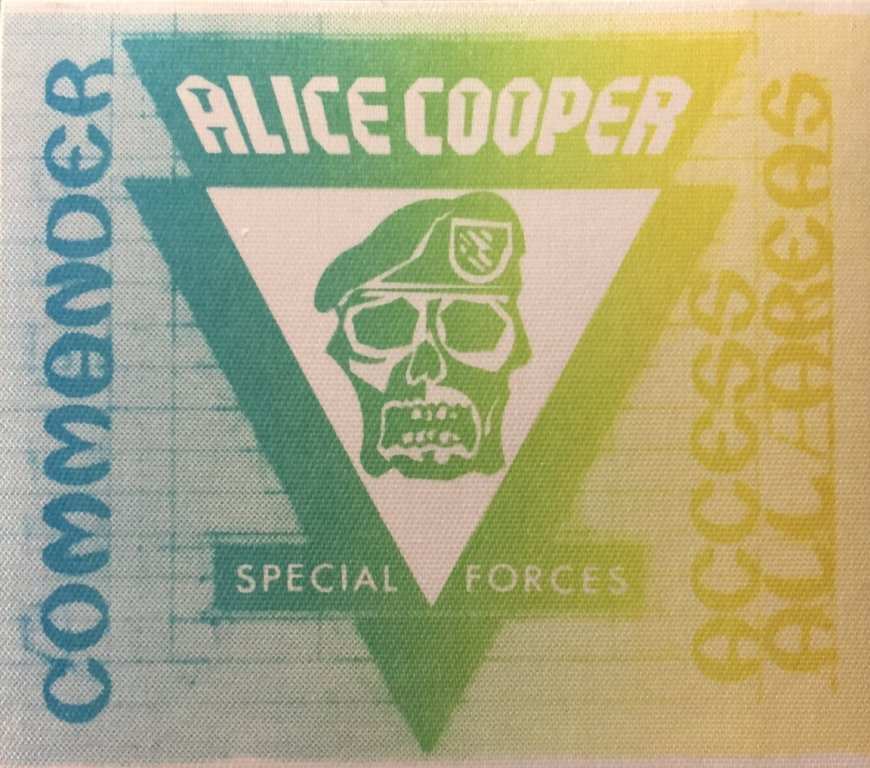 COMMANDER
ALICE COOPER
SPECIAL FORCES
ACCESS
ALL AREAS